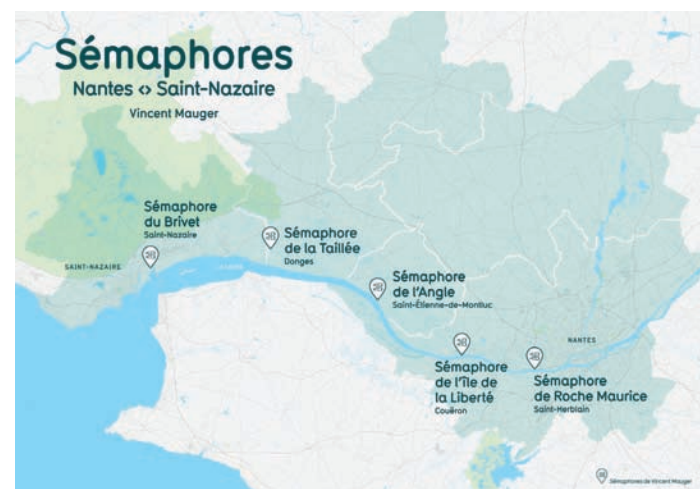 Sémaphores
Nantes <> Saint-Nazaire
Vincent Mauger
Sémaphore
du Brivet
Saint-Nazaire
SAINT-NAZAIRE
Sémaphore
de la Taillée
Donges
Sémaphore
de l'Angle
Saint-Étienne-de-Montluc
NANTES
Sémaphore
de l'île de
la Liberté
Couëron
Sémaphore
de Roche Maurice
Saint-Herblain
Sémaphores de Vincent Mauger